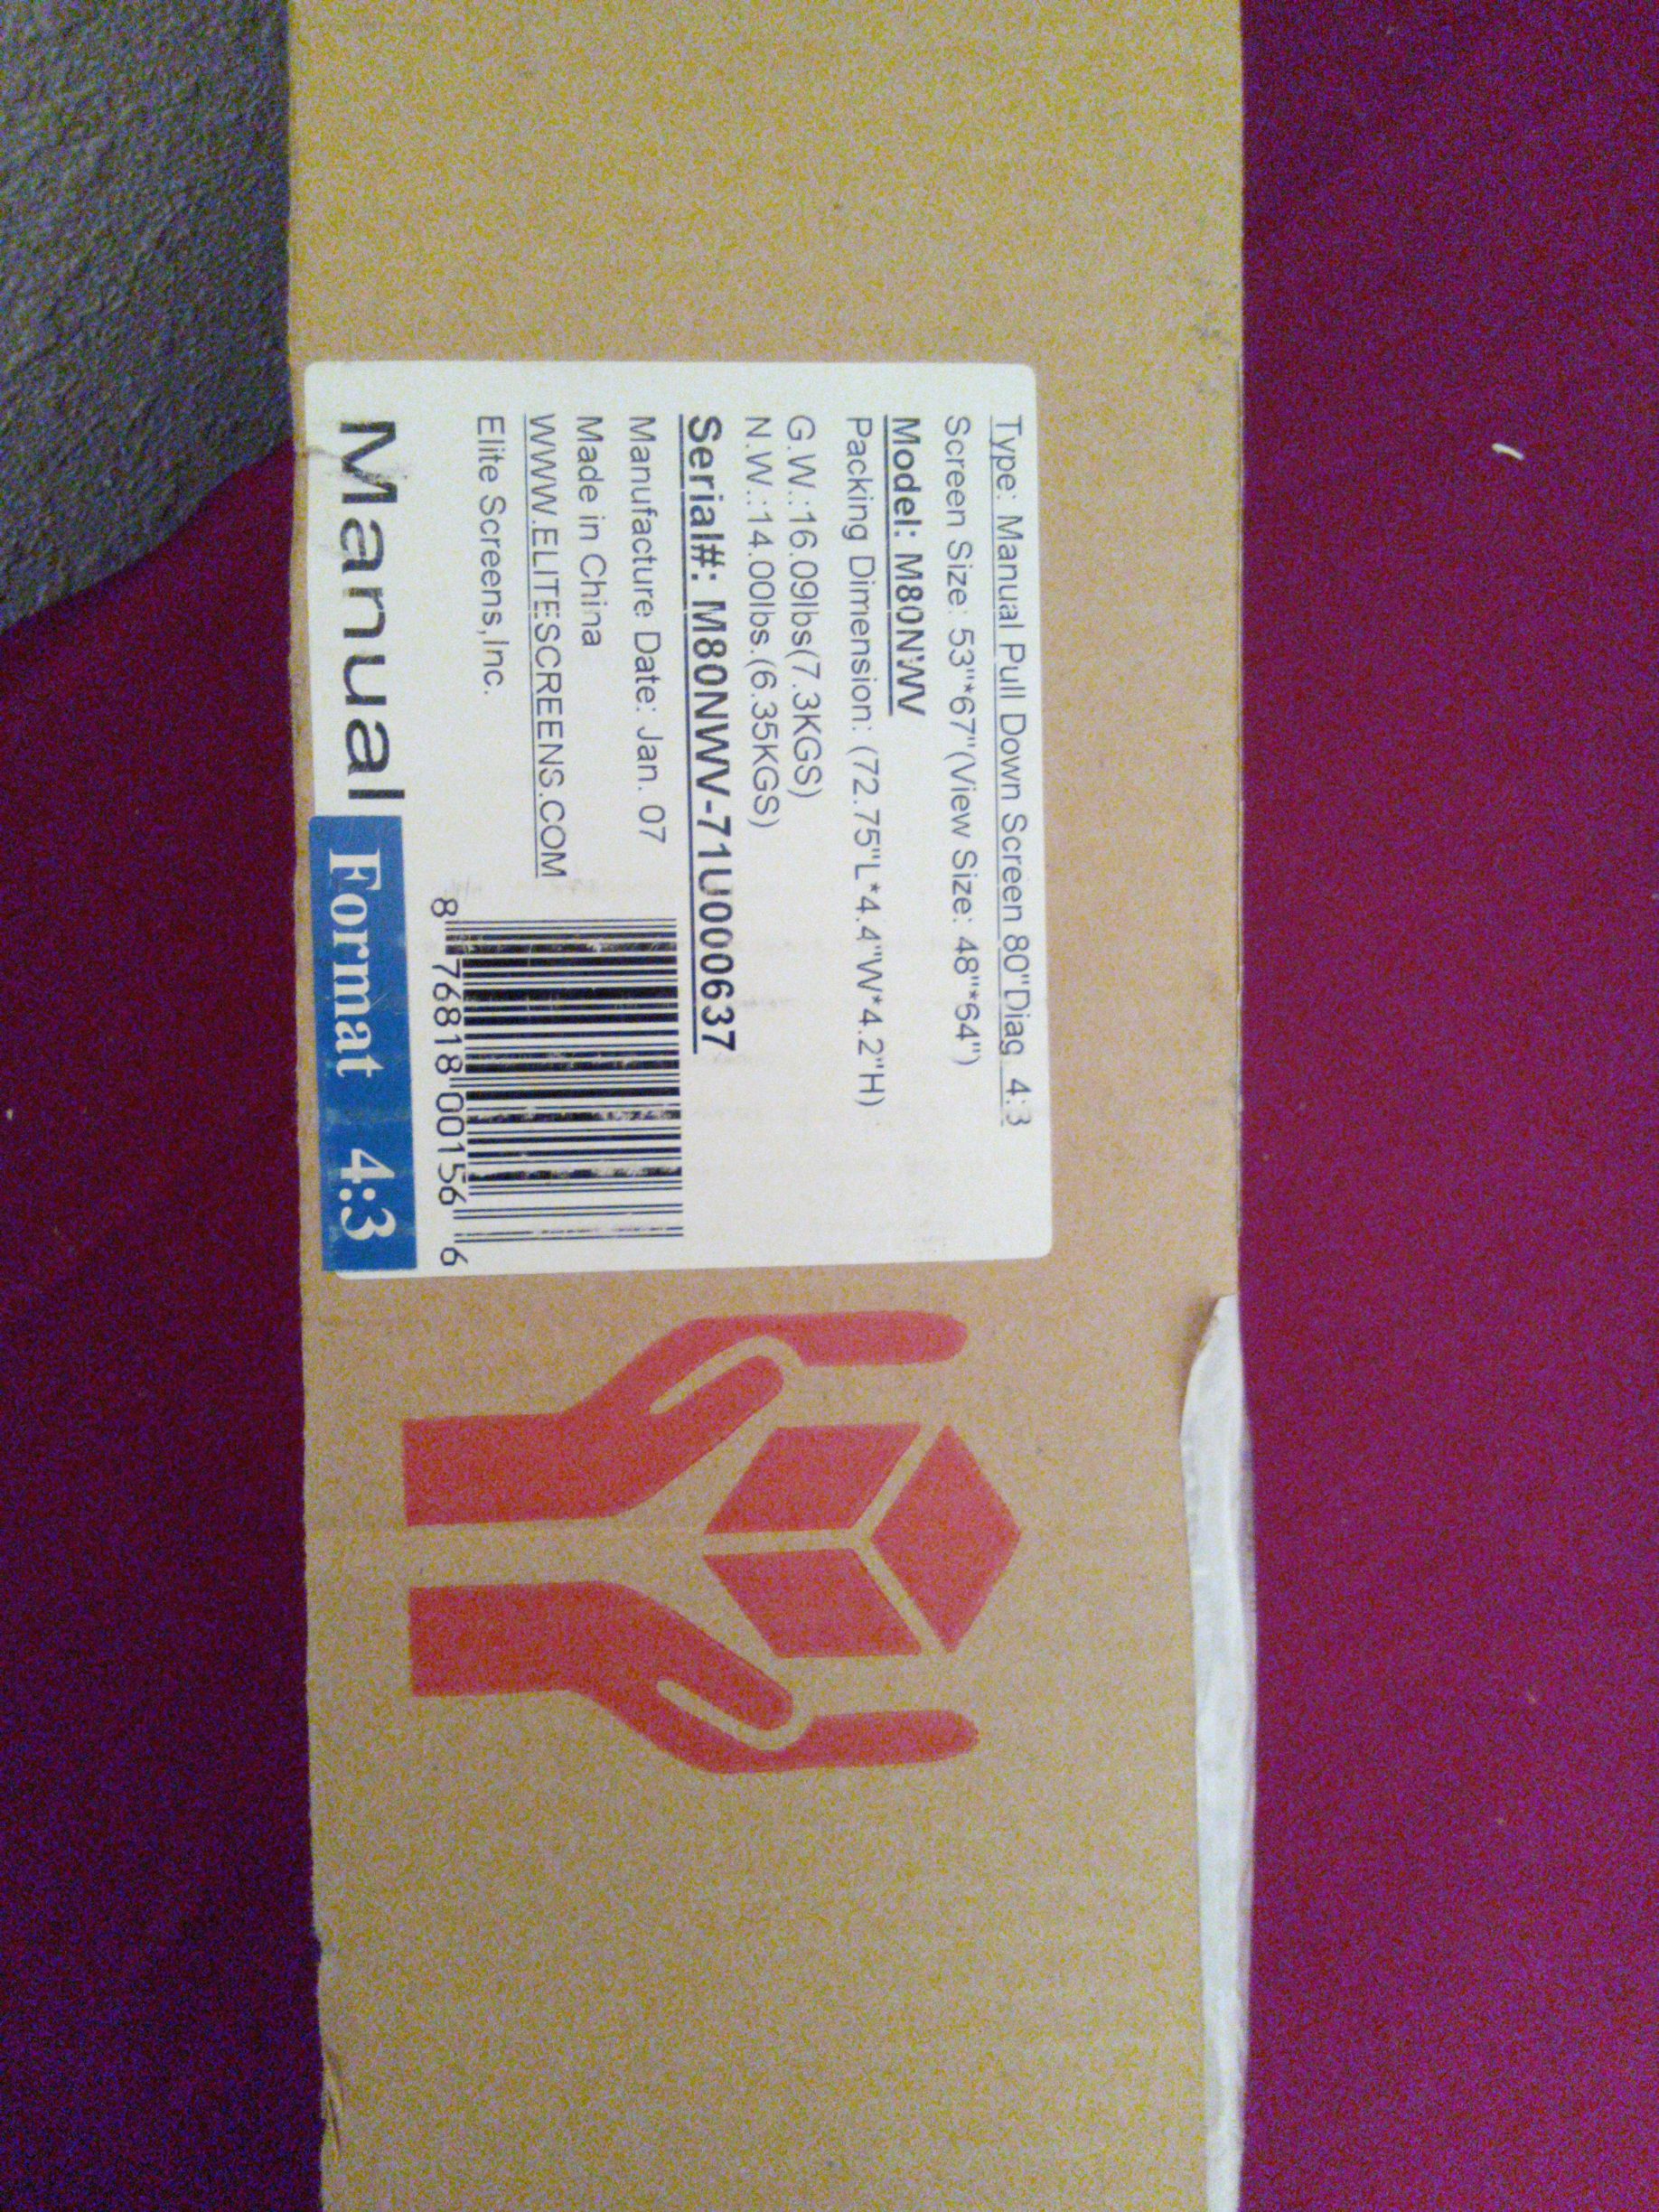 Type: Manual Pull Down Screen 80"Diag 4:3
Screen Size: 53"*67"(View Size: 48"*64")
Model: M80NWV
Packing Dimension: (72.75"L*4.4"W*4.2"H)
G.W.:16.09lbs(7.3KGS)
N.W.:14.00lbs.(6.35KGS)
Serial#: M80NWV-71U000637
Manufacture Date: Jan. 07
Made in China
WWW.ELITESCREENS.COM
Elite Screens,Inc.
8 76818 00156 6
Manual Format 4:3